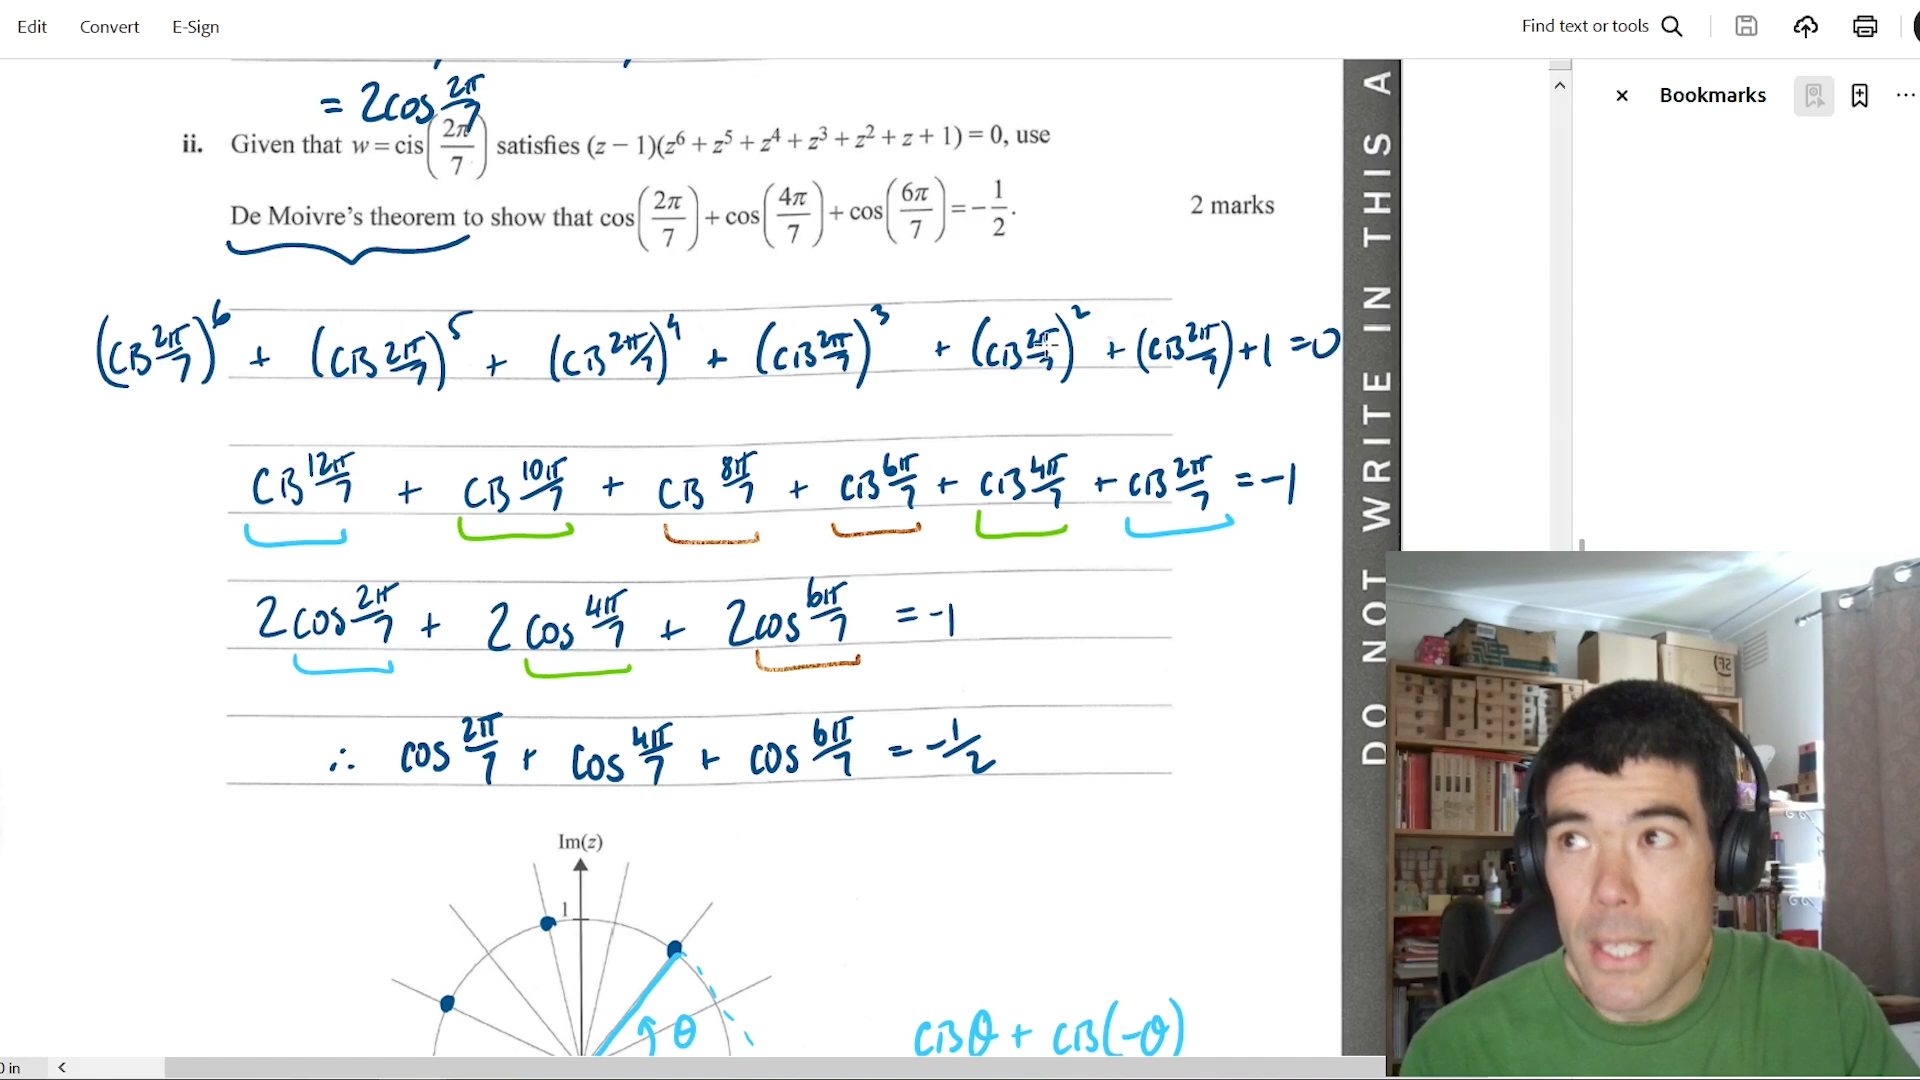 Edit Convert E-Sign Find text or tools
Bookmarks
= 2cos 2π/7
ii. Given that w = cis(2π/7) satisfies (z − 1)(z⁶ + z⁵ + z⁴ + z³ + z² + z + 1) = 0, use
De Moivre's theorem to show that cos(2π/7) + cos(4π/7) + cos(6π/7) = −1/2. 2 marks
(cis 2π/7)⁶ + (cis 2π/7)⁵ + (cis 2π/7)⁴ + (cis 2π/7)³ + (cis 2π/7)² + (cis 2π/7) + 1 = 0
cis 12π/7 + cis 10π/7 + cis 8π/7 + cis 6π/7 + cis 4π/7 + cis 2π/7 = -1
2cos 2π/7 + 2cos 4π/7 + 2cos 6π/7 = -1
∴ cos 2π/7 + cos 4π/7 + cos 6π/7 = -1/2
Im(z)
1
θ
cis θ + cis(-θ)
DO NOT WRITE IN THIS A
0 in